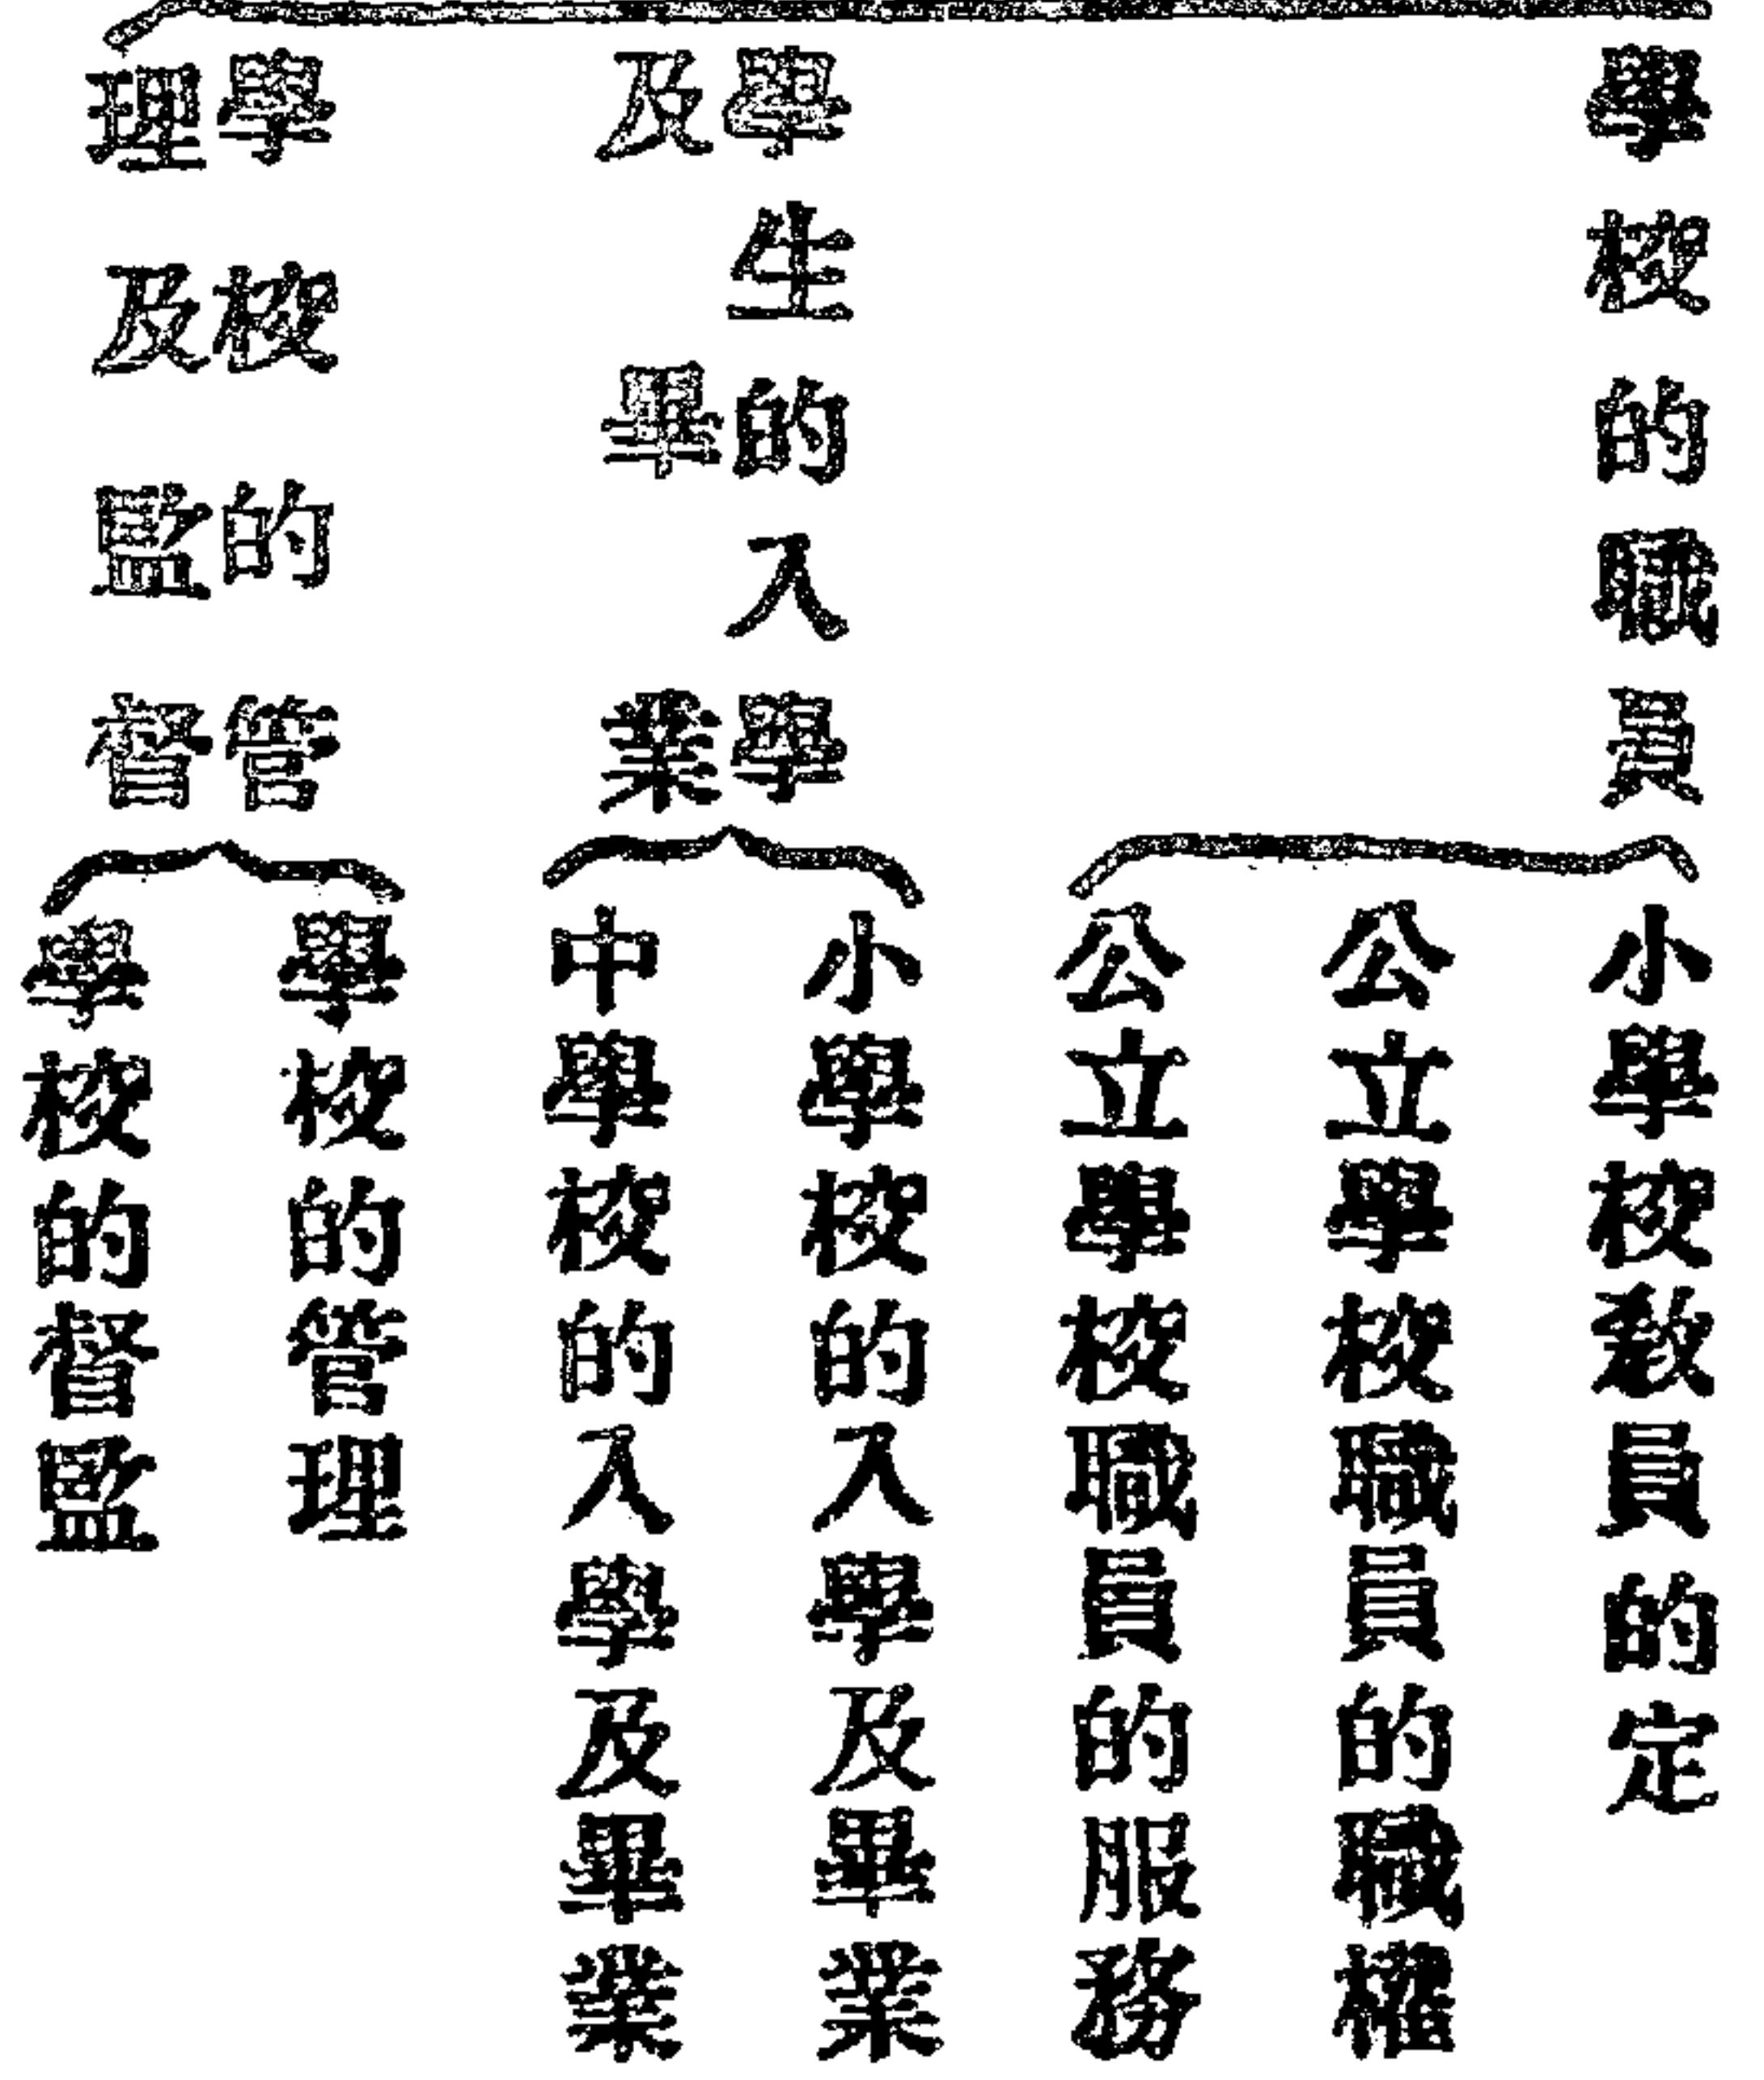 學校的職員
小學校教員的定
公立學校職員的職權
公立學校職員的服務
學生的入學
及畢業
小學校的入學及畢業
中學校的入學及畢業
學校的管
理及監督
學校的管理
學校的督監